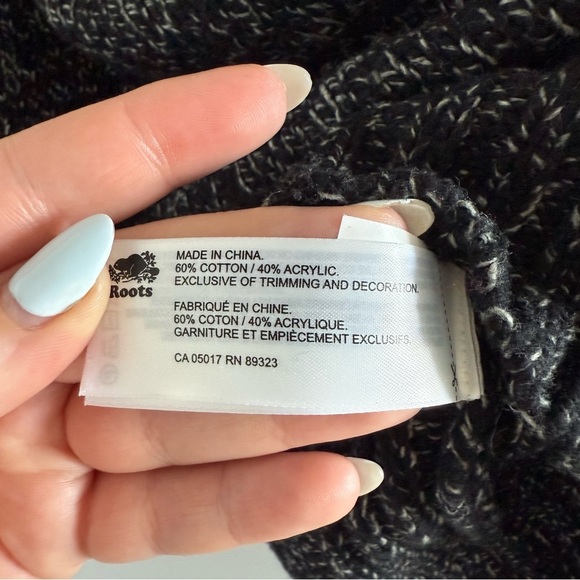 Roots
MADE IN CHINA.
60% COTTON / 40% ACRYLIC.
EXCLUSIVE OF TRIMMING AND DECORATION.
FABRIQUÉ EN CHINE.
60% COTON / 40% ACRYLIQUE.
GARNITURE ET EMPIÈCEMENT EXCLUSIFS.
CA 05017 RN 89323